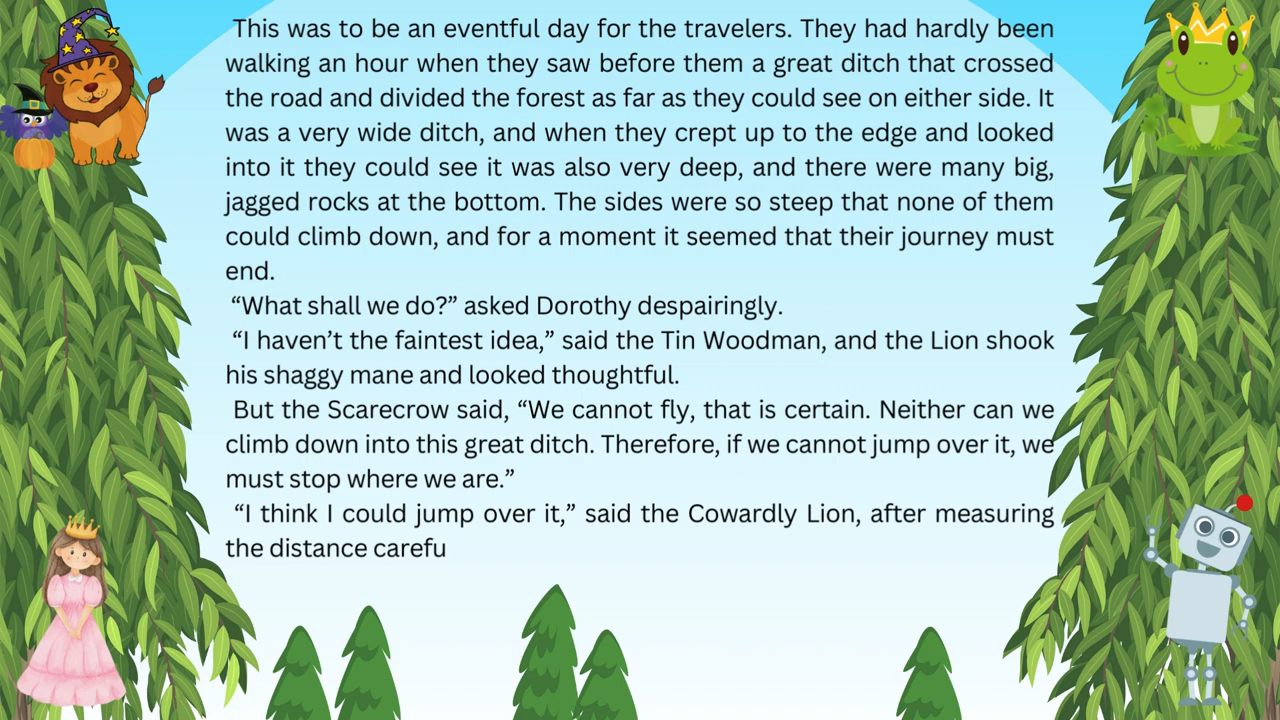 This was to be an eventful day for the travelers. They had hardly been
walking an hour when they saw before them a great ditch that crossed
the road and divided the forest as far as they could see on either side. It
was a very wide ditch, and when they crept up to the edge and looked
into it they could see it was also very deep, and there were many big,
jagged rocks at the bottom. The sides were so steep that none of them
could climb down, and for a moment it seemed that their journey must
end.
“What shall we do?” asked Dorothy despairingly.
“I haven’t the faintest idea,” said the Tin Woodman, and the Lion shook
his shaggy mane and looked thoughtful.
But the Scarecrow said, “We cannot fly, that is certain. Neither can we
climb down into this great ditch. Therefore, if we cannot jump over it, we
must stop where we are.”
“I think I could jump over it,” said the Cowardly Lion, after measuring
the distance carefu